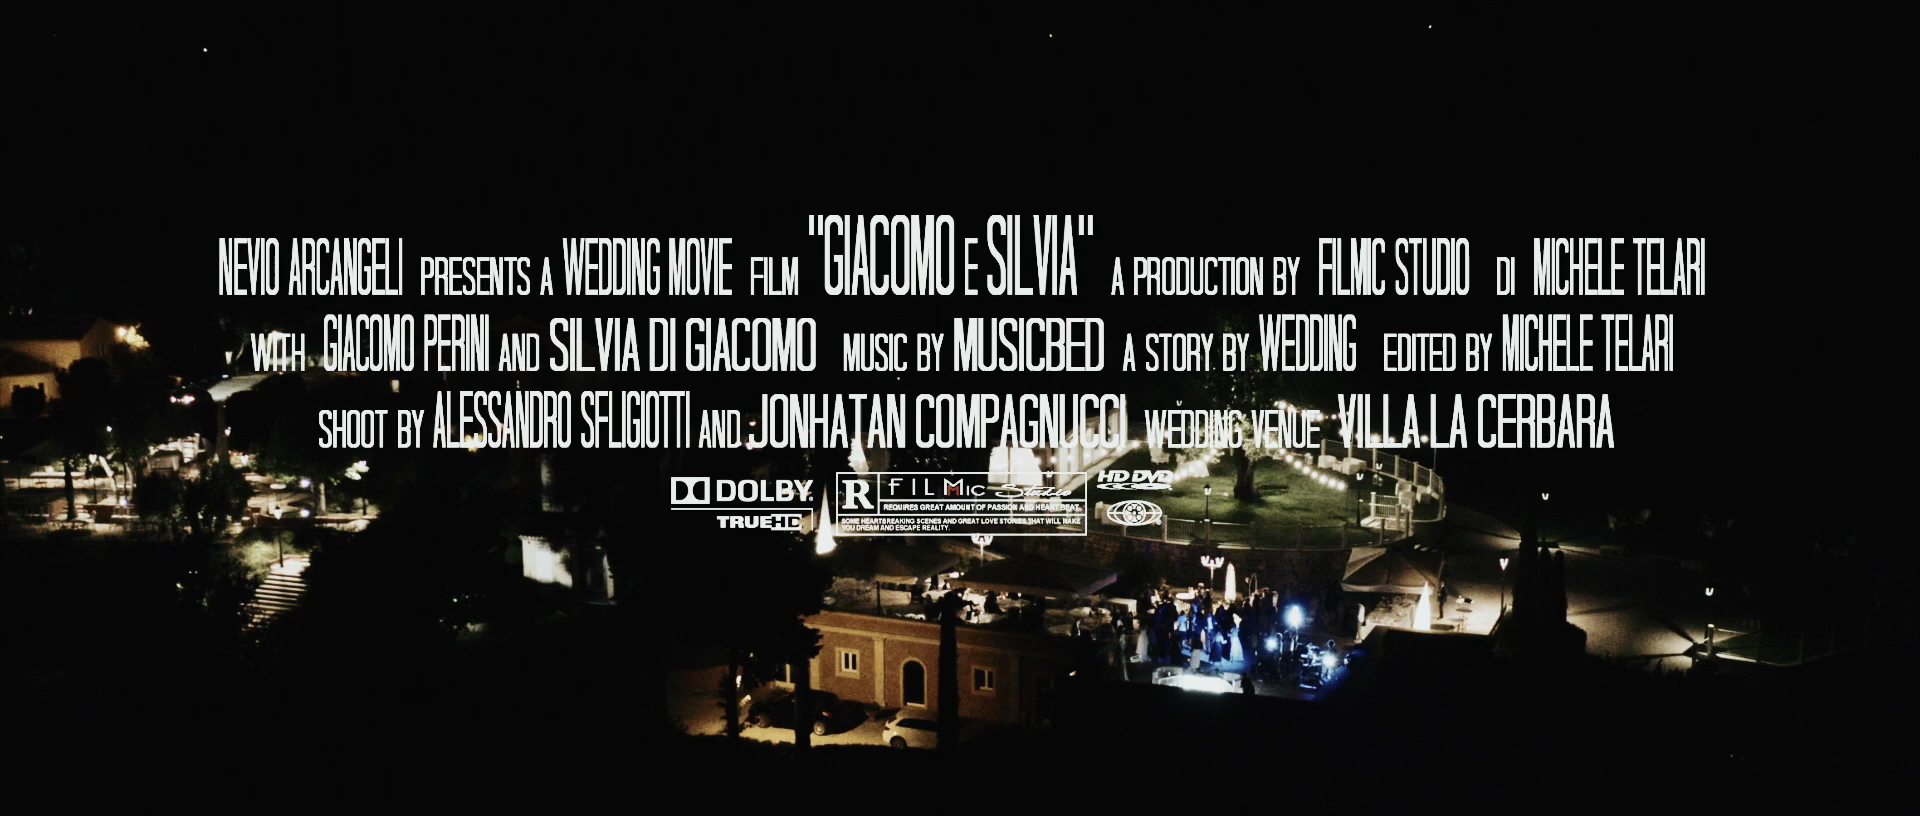 NEVIO ARCANGELI PRESENTS A WEDDING MOVIE FILM "GIACOMO E SILVIA" A PRODUCTION BY FILMIC STUDIO DI MICHELE TELARI
WITH GIACOMO PERINI AND SILVIA DI GIACOMO MUSIC BY MUSICBED A STORY BY WEDDING EDITED BY MICHELE TELARI
SHOOT BY ALESSANDRO SFLIGIOTTI AND JONHATAN COMPAGNUCCI WEDDING VENUE VILLA LA CERBARA
DOLBY.
TRUEHD
R FILMIC Studio
REQUIRES GREAT AMOUNT OF PASSION AND HEART BEAT.
SOME HEARTBREAKING SCENES AND GREAT LOVE STORIES THAT WILL MAKE
YOU DREAM AND ESCAPE REALITY.
HD DVD